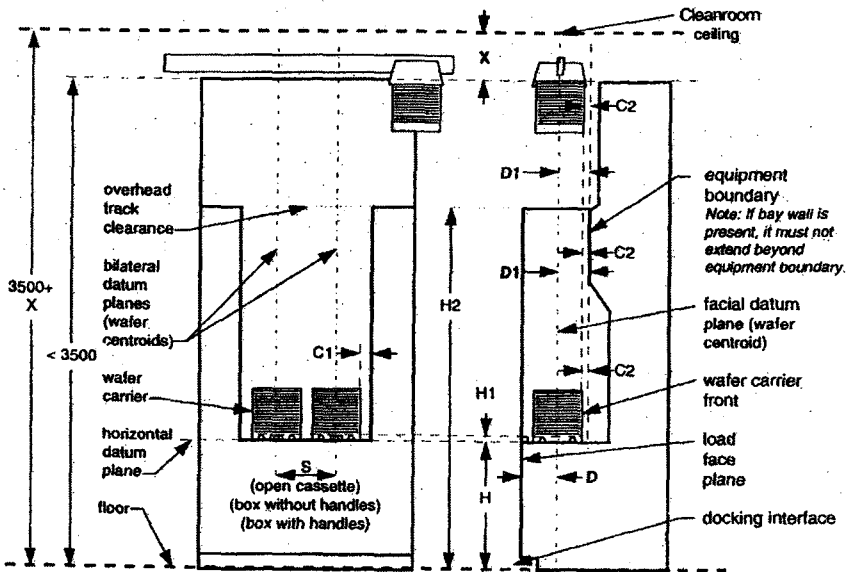 Cleanroom
ceiling
X
C2
D1
equipment
boundary
Note: If bay wall is
present, it must not
extend beyond
equipment boundary.
overhead
track
clearance
C2
D1
bilateral
datum
planes
(wafer
centroids)
3500+
X
< 3500
H2
facial datum
plane (wafer
centroid)
C1
C2
wafer
carrier
H1
wafer carrier
front
horizontal
datum
plane
load
face
plane
S
(open cassette)
(box without handles)
(box with handles)
H
D
floor
docking interface